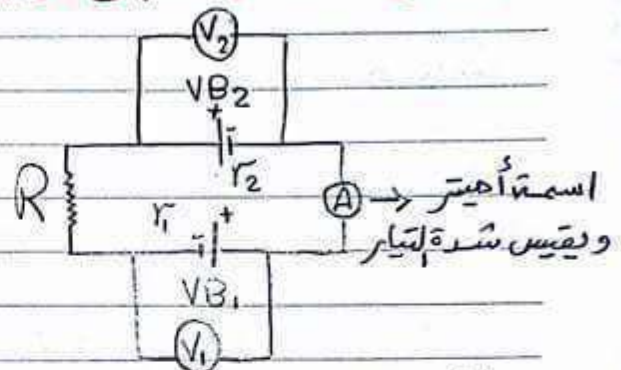 V₂
VB₂
+ -
r₂
R
A → اسمه أميتر
ويقيس شدة التيار
r₁
- +
VB₁
V₁